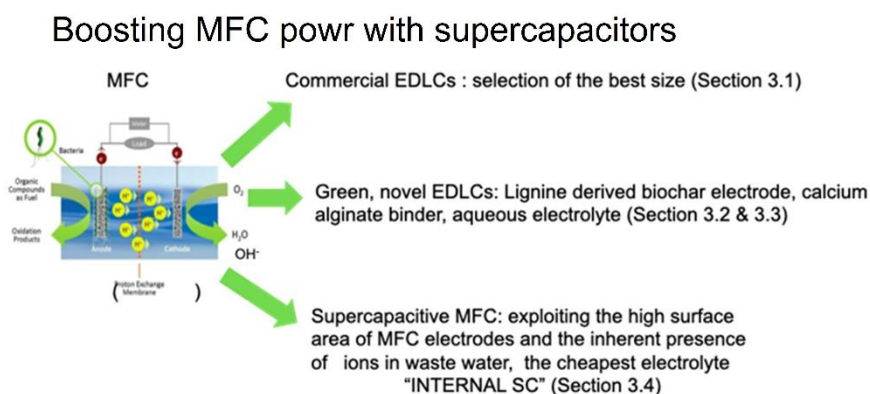 Boosting MFC powr with supercapacitors
MFC
Commercial EDLCs : selection of the best size (Section 3.1)
Meter
Load
e⁻
e⁻
Bacteria
Organic
Compounds
as Fuel
O₂
H⁺
H⁺
H⁺
H⁺
H⁺
H⁺
H⁺
H⁺
Green, novel EDLCs: Lignine derived biochar electrode, calcium
alginate binder, aqueous electrolyte (Section 3.2 & 3.3)
Oxidation
Products
H₂O
OH-
Anode
Cathode
Proton Exchange
( Membrane )
Supercapacitive MFC: exploiting the high surface
area of MFC electrodes and the inherent presence
of ions in waste water, the cheapest electrolyte
“INTERNAL SC” (Section 3.4)